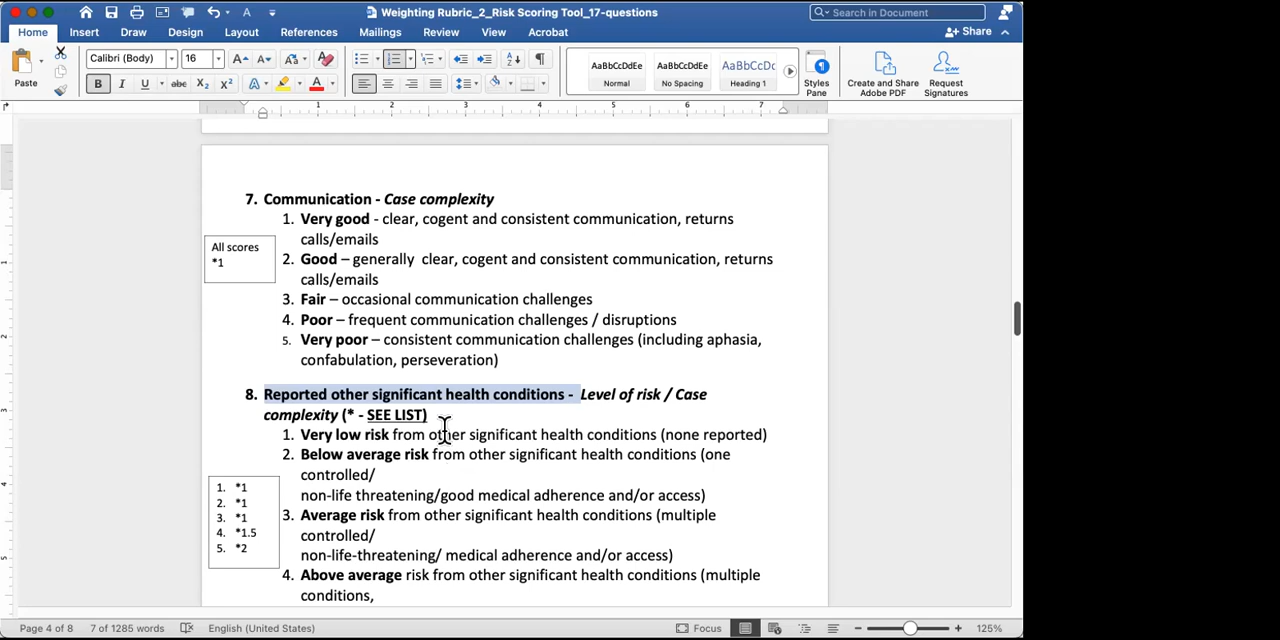 Weighting Rubric_2_Risk Scoring Tool_17-questions
Search in Document
Home Insert Draw Design Layout References Mailings Review View Acrobat
Share
Paste
Calibri (Body) 16
AaBbCcDdEe AaBbCcDdEe AaBbCcDc
Normal No Spacing Heading 1
Styles Pane
Create and Share Adobe PDF
Request Signatures
1 2 3 4 5 6 7
7. Communication - Case complexity
1. Very good - clear, cogent and consistent communication, returns
calls/emails
All scores
*1
2. Good – generally clear, cogent and consistent communication, returns
calls/emails
3. Fair – occasional communication challenges
4. Poor – frequent communication challenges / disruptions
5. Very poor – consistent communication challenges (including aphasia,
confabulation, perseveration)
8. Reported other significant health conditions - Level of risk / Case
complexity (* - SEE LIST)
1. Very low risk from other significant health conditions (none reported)
2. Below average risk from other significant health conditions (one
controlled/
non-life threatening/good medical adherence and/or access)
1. *1
2. *1
3. *1
4. *1.5
5. *2
3. Average risk from other significant health conditions (multiple
controlled/
non-life-threatening/ medical adherence and/or access)
4. Above average risk from other significant health conditions (multiple
conditions,
Page 4 of 8 7 of 1285 words English (United States) Focus 125%